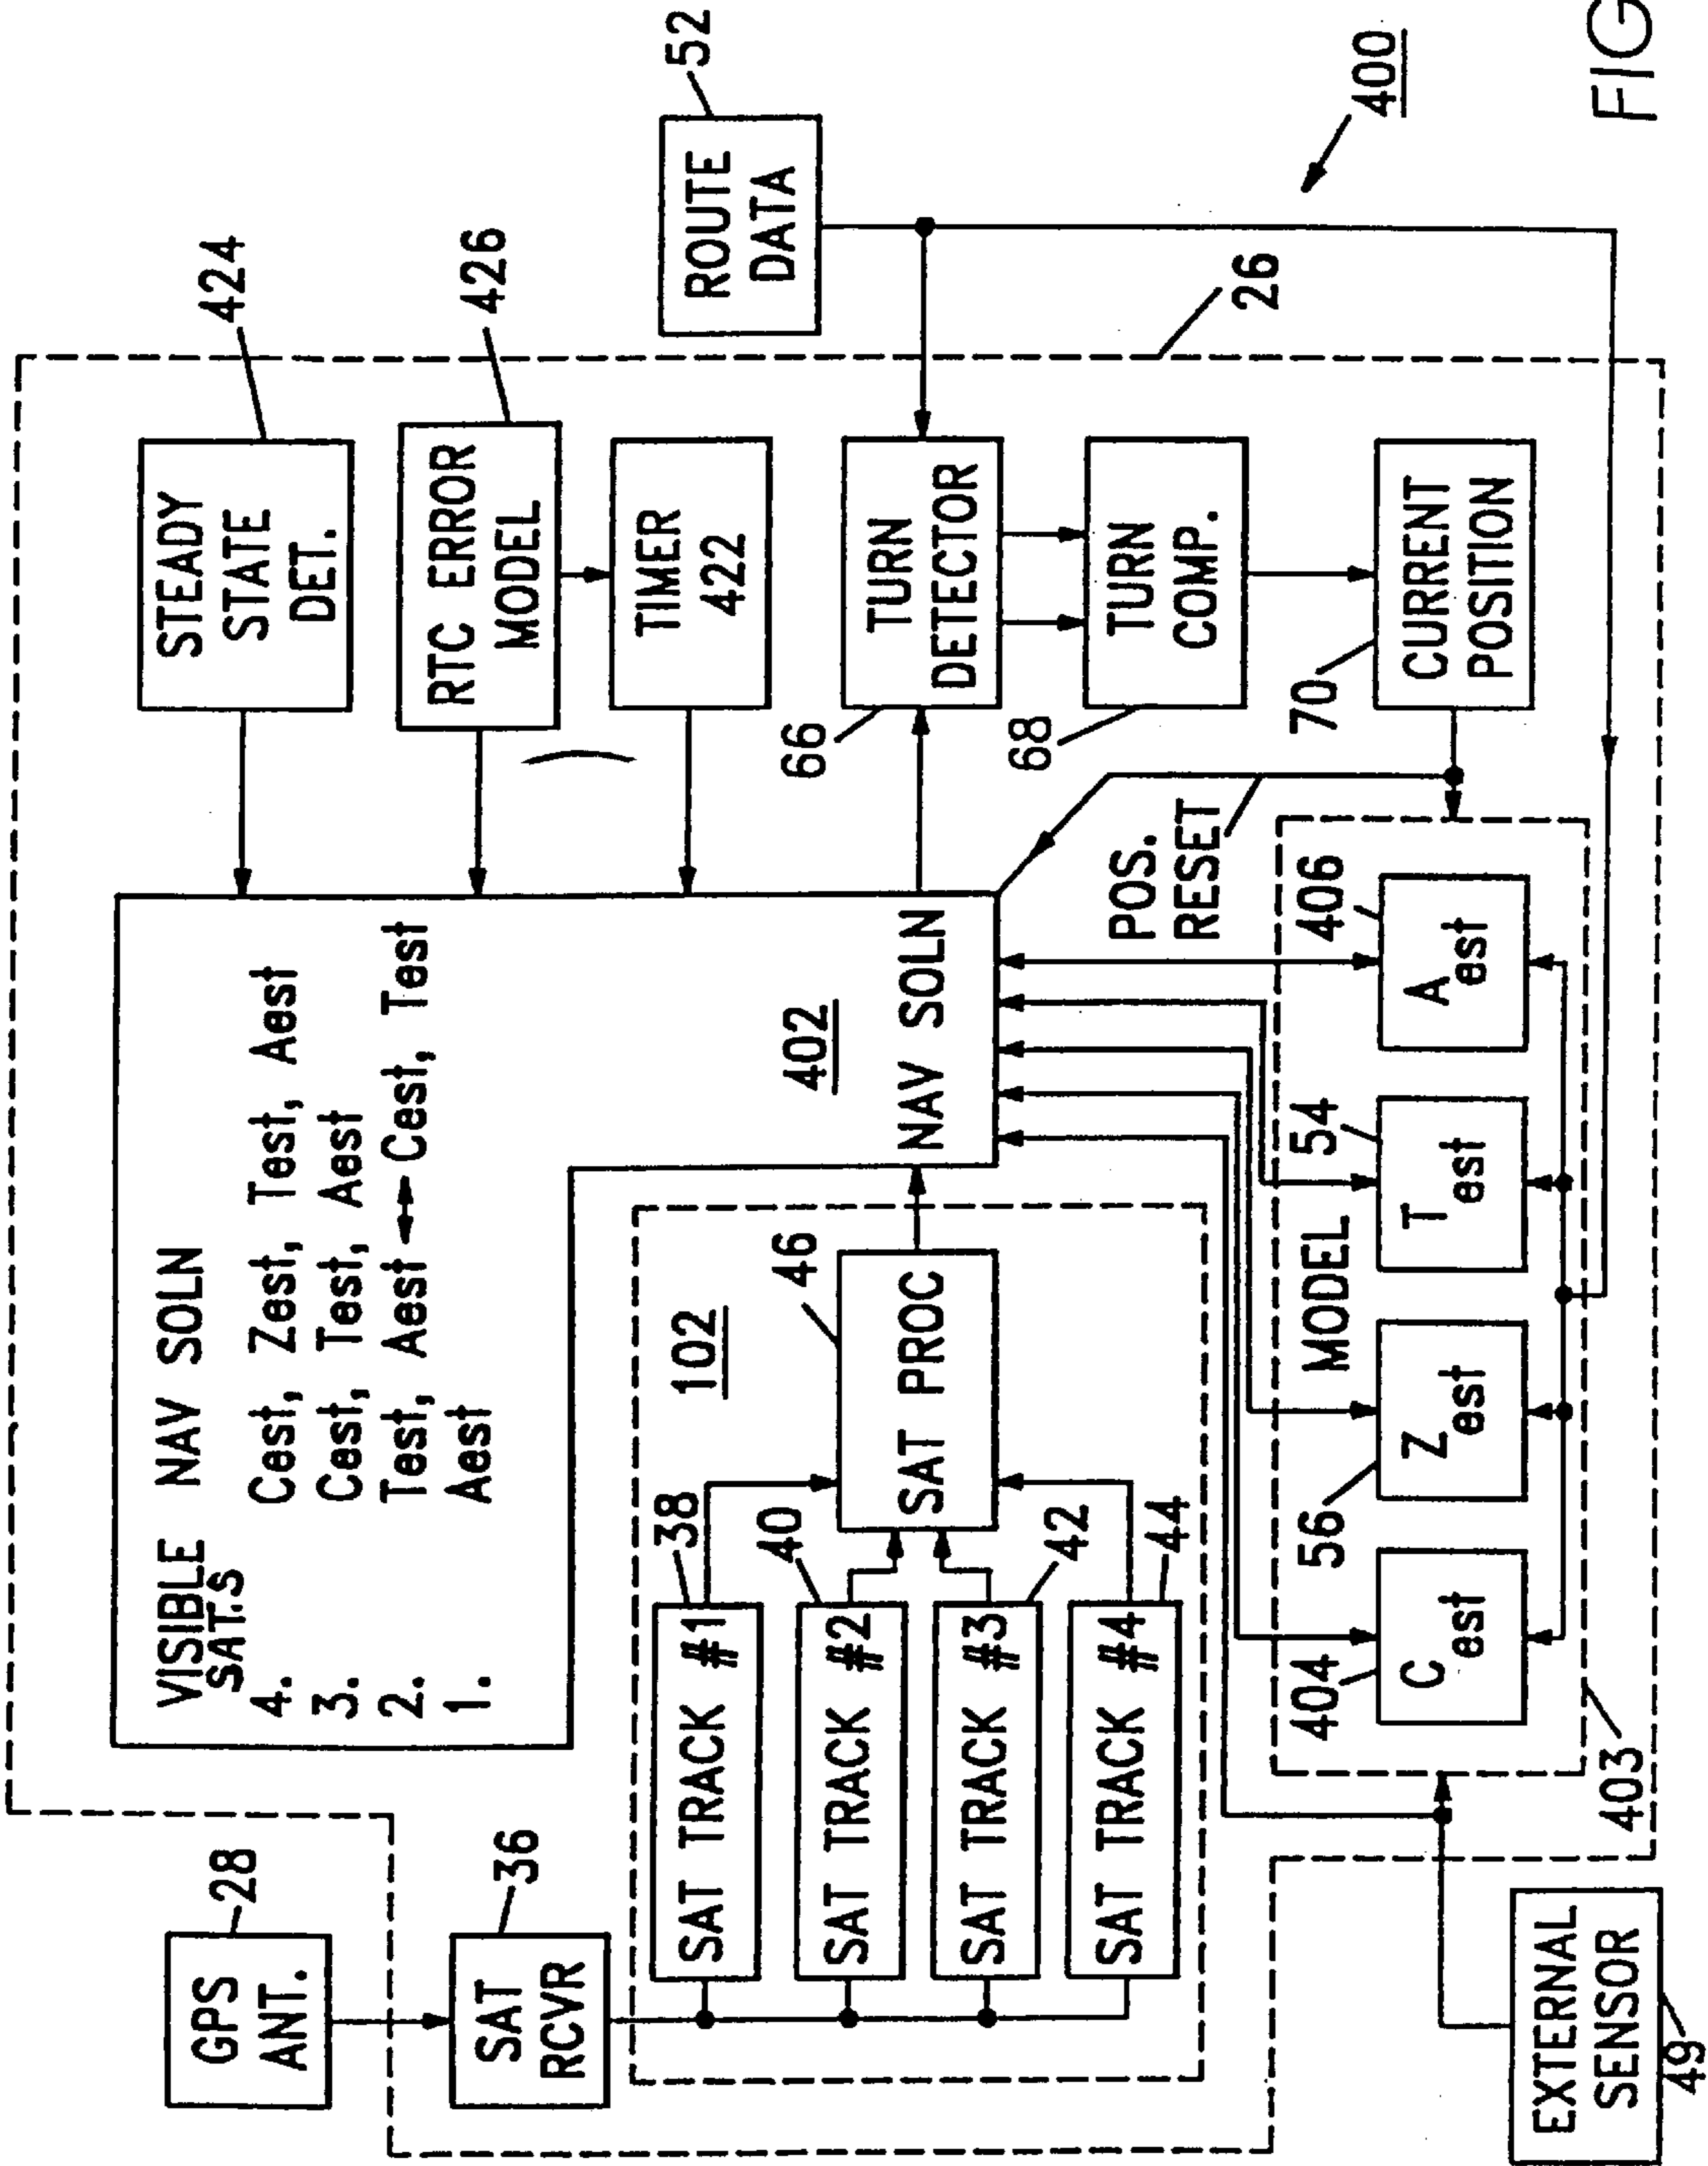 GPS
ANT.
28
SAT
RCVR
36
VISIBLE NAV SOLN
SAT.S
4. Cest, Zest, Test, Aest
3. Cest, Test, Aest
2. Test, Aest ↔ Cest, Test
1. Aest
402
NAV SOLN
STEADY
STATE
DET.
424
RTC ERROR
MODEL
426
TIMER
422
102
SAT TRACK #1
38
SAT TRACK #2
40
SAT TRACK #3
42
SAT TRACK #4
44
SAT PROC
46
TURN
DETECTOR
66
TURN
COMP.
68
CURRENT
POSITION
70
ROUTE
DATA
52
26
400
POS.
RESET
MODEL
C est
404
Z est
56
T est
54
A est
406
403
EXTERNAL
SENSOR
49
FIG